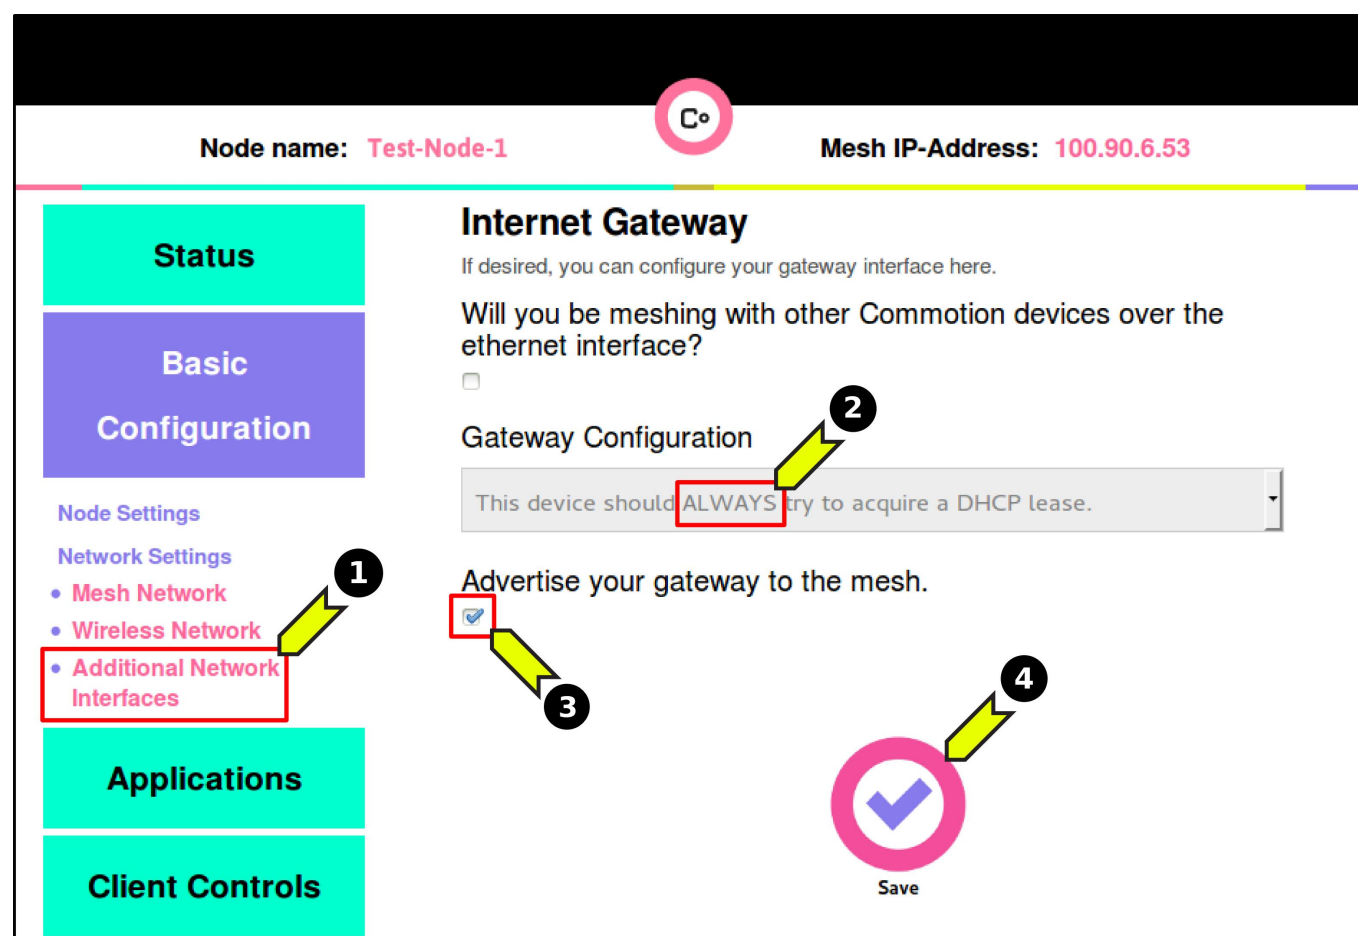 Co
Node name: Test-Node-1
Mesh IP-Address: 100.90.6.53
Status
Basic
Configuration
Node Settings
Network Settings
Mesh Network
Wireless Network
Additional Network
Interfaces
1
Applications
Client Controls
Internet Gateway
If desired, you can configure your gateway interface here.
Will you be meshing with other Commotion devices over the
ethernet interface?
2
Gateway Configuration
This device should ALWAYS try to acquire a DHCP lease.
Advertise your gateway to the mesh.
3
4
Save